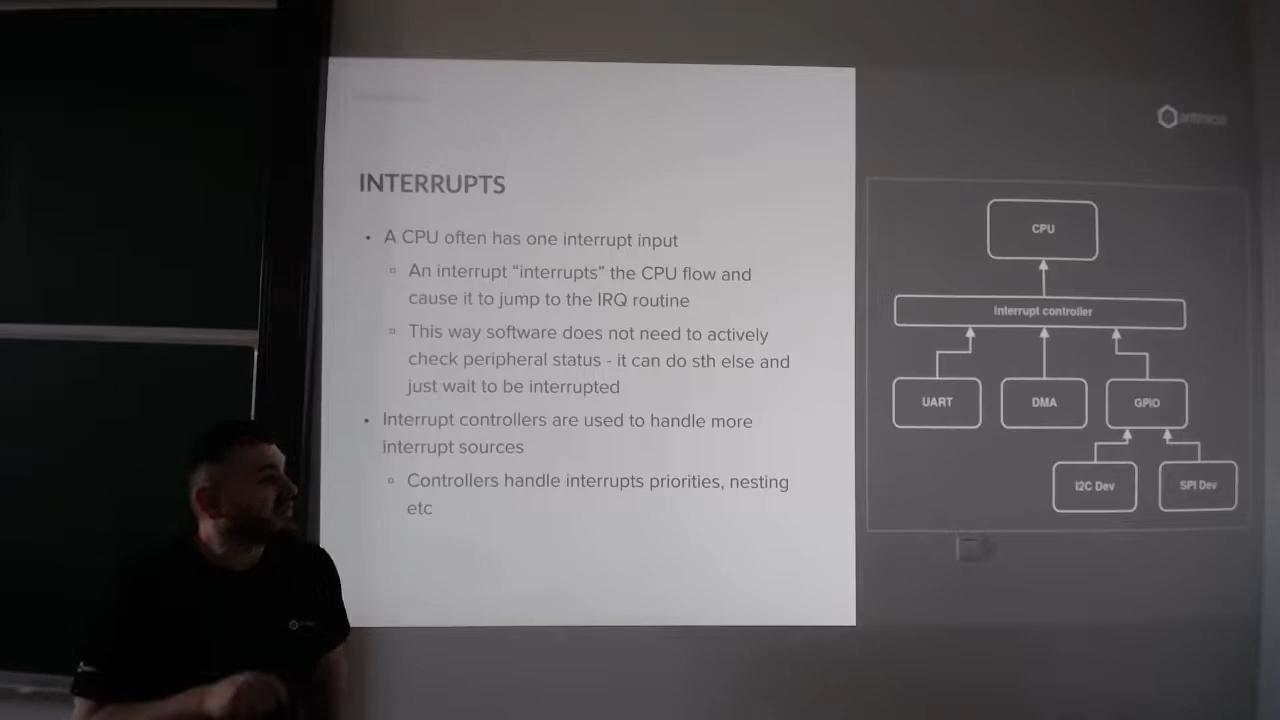 antmicro
INTERRUPTS
• A CPU often has one interrupt input
▫ An interrupt “interrupts” the CPU flow and
cause it to jump to the IRQ routine
▫ This way software does not need to actively
check peripheral status - it can do sth else and
just wait to be interrupted
• Interrupt controllers are used to handle more
interrupt sources
▫ Controllers handle interrupts priorities, nesting
etc
CPU
Interrupt controller
UART
DMA
GPIO
I2C Dev
SPI Dev